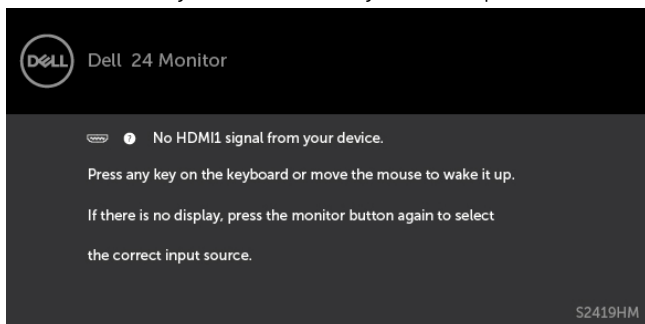 DELL
Dell 24 Monitor
? No HDMI1 signal from your device.
Press any key on the keyboard or move the mouse to wake it up.
If there is no display, press the monitor button again to select
the correct input source.
S2419HM